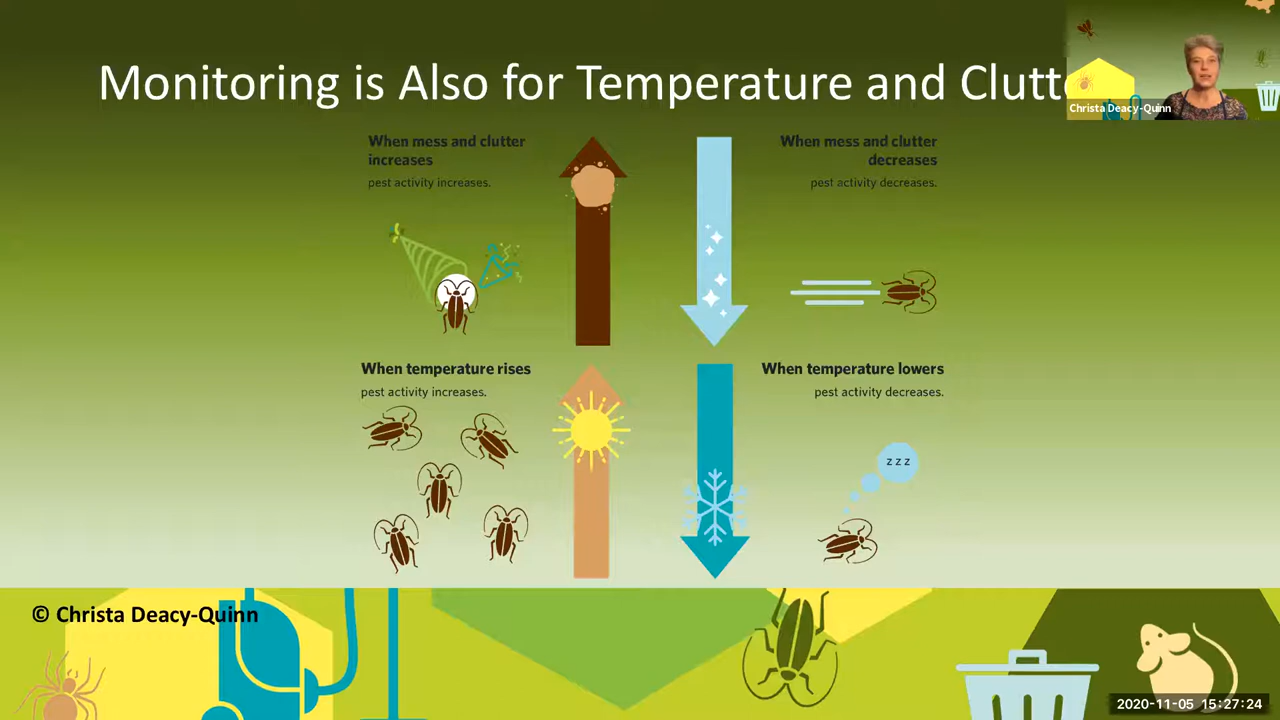 Monitoring is Also for Temperature and Clutt
Christa Deacy-Quinn
When mess and clutter
increases
pest activity increases.
When mess and clutter
decreases
pest activity decreases.
When temperature rises
pest activity increases.
When temperature lowers
pest activity decreases.
z z z
© Christa Deacy-Quinn
2020-11-05 15:27:24